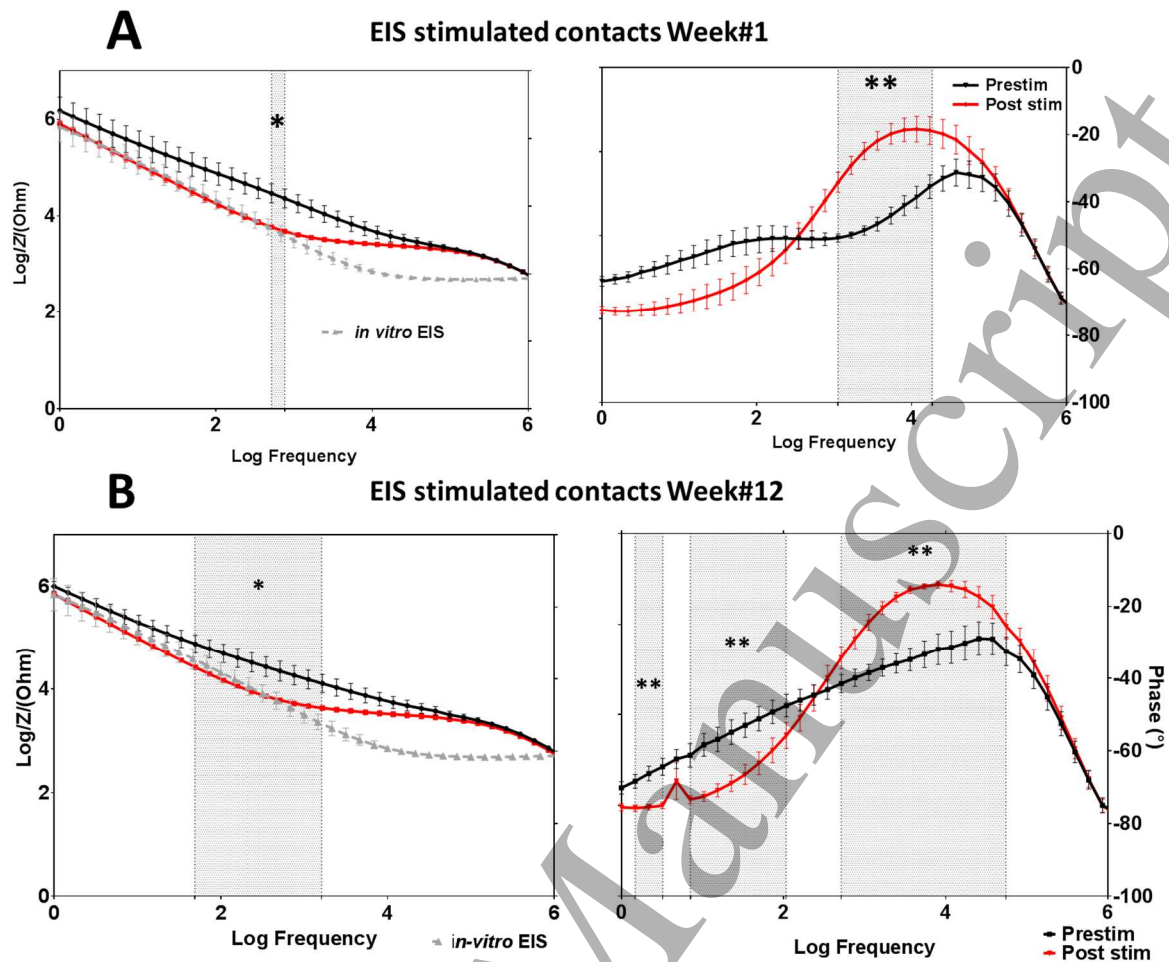 A
EIS stimulated contacts Week#1
6
4
2
0
Log/Z/(Ohm)
*
in vitro EIS
0
2
4
6
Log Frequency
**
Prestim
Post stim
0
-20
-40
-60
-80
-100
0
2
4
6
Log Frequency
B
EIS stimulated contacts Week#12
6
4
2
0
Log/Z/(Ohm)
*
0
2
4
6
Log Frequency
in-vitro EIS
**
**
**
0
-20
-40
-60
-80
-100
Phase (°)
0
2
4
6
Log Frequency
Prestim
Post stim
Manuscript